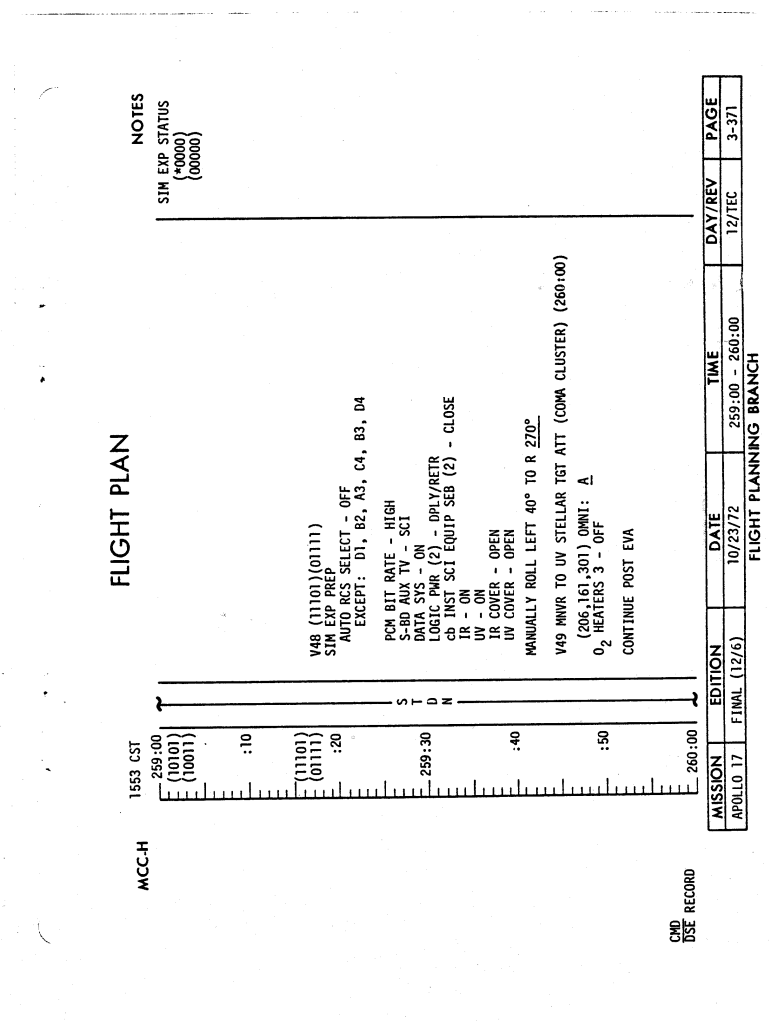 FLIGHT PLAN
MCC-H
1553 CST
NOTES
259:00
(10101)
(10011)
:10
(11101)
(01111)
:20
259:30
:40
:50
260:00
S
T
D
N
V48 (11101)(01111)
SIM EXP PREP
AUTO RCS SELECT - OFF
EXCEPT: D1, B2, A3, C4, B3, D4
PCM BIT RATE - HIGH
S-BD AUX TV - SCI
DATA SYS - ON
LOGIC PWR (2) - DPLY/RETR
cb INST SCI EQUIP SEB (2) - CLOSE
IR - ON
UV - ON
IR COVER - OPEN
UV COVER - OPEN
MANUALLY ROLL LEFT 40° TO R 270°
V49 MNVR TO UV STELLAR TGT ATT (COMA CLUSTER) (260:00)
(206,161,301) OMNI: A
O2 HEATERS 3 - OFF
CONTINUE POST EVA
SIM EXP STATUS
(*0000)
(00000)
CMD
DSE RECORD
MISSION EDITION DATE TIME DAY/REV PAGE
APOLLO 17 FINAL (12/6) 10/23/72 259:00 - 260:00 12/TEC 3-371
FLIGHT PLANNING BRANCH